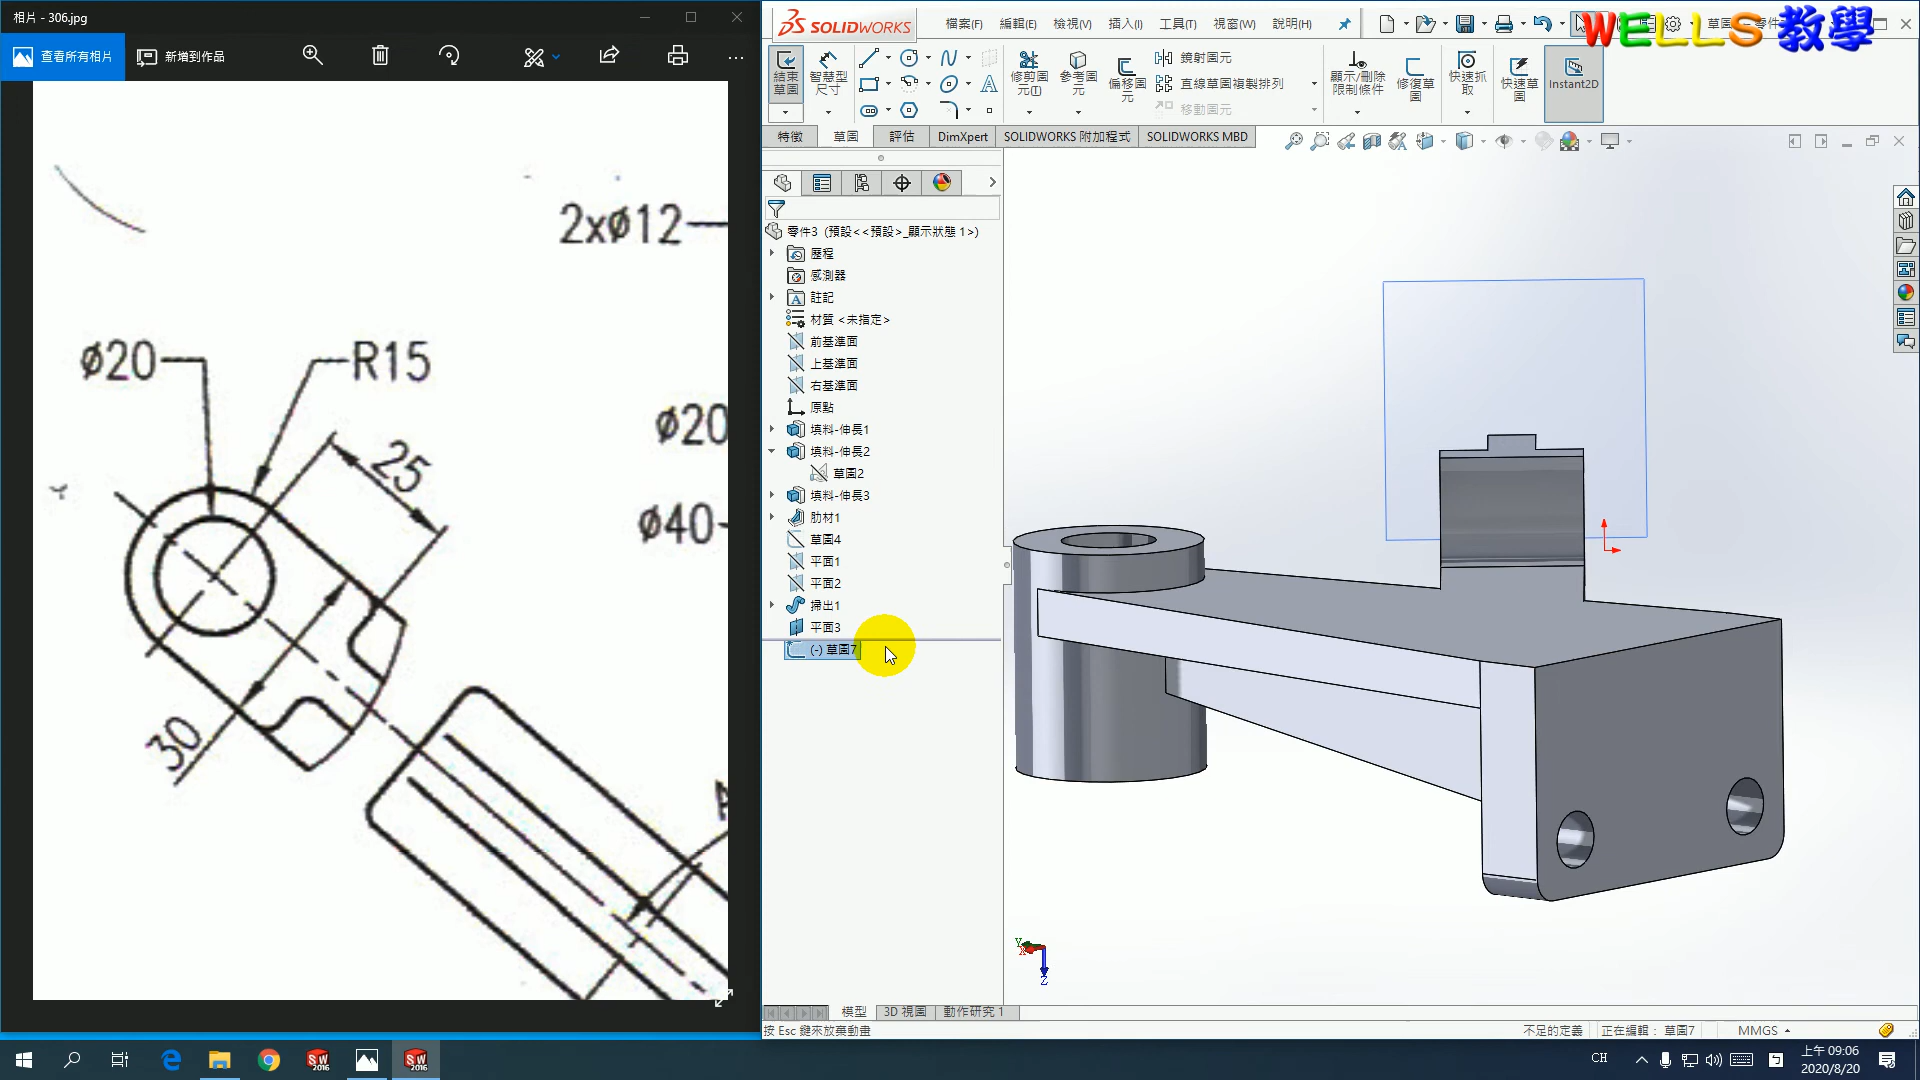 相片 - 306.jpg
查看所有相片
新增到作品
2xø12
ø20
R15
25
ø20
ø40
30
SOLIDWORKS
檔案(F)
編輯(E)
檢視(V)
插入(I)
工具(T)
視窗(W)
說明(H)
WELLS 教學
結束草圖
智慧型尺寸
修剪圖元(T)
參考圖元
偏移圖元
鏡射圖元
直線草圖複製排列
移動圖元
顯示/刪除限制條件
修復草圖
快速抓取
快速草圖
Instant2D
特徵
草圖
評估
DimXpert
SOLIDWORKS 附加程式
SOLIDWORKS MBD
零件3 (預設<<預設>_顯示狀態 1>)
歷程
感測器
註記
材質 <未指定>
前基準面
上基準面
右基準面
原點
填料-伸長1
填料-伸長2
草圖2
填料-伸長3
肋材1
草圖4
平面1
平面2
掃出1
平面3
(-) 草圖7
Y
X
Z
模型
3D 視圖
動作研究 1
按 Esc 鍵來放棄動畫
不足的定義
正在編輯： 草圖7
MMGS
SW 2016
SW 2016
CH
上午 09:06
2020/8/20